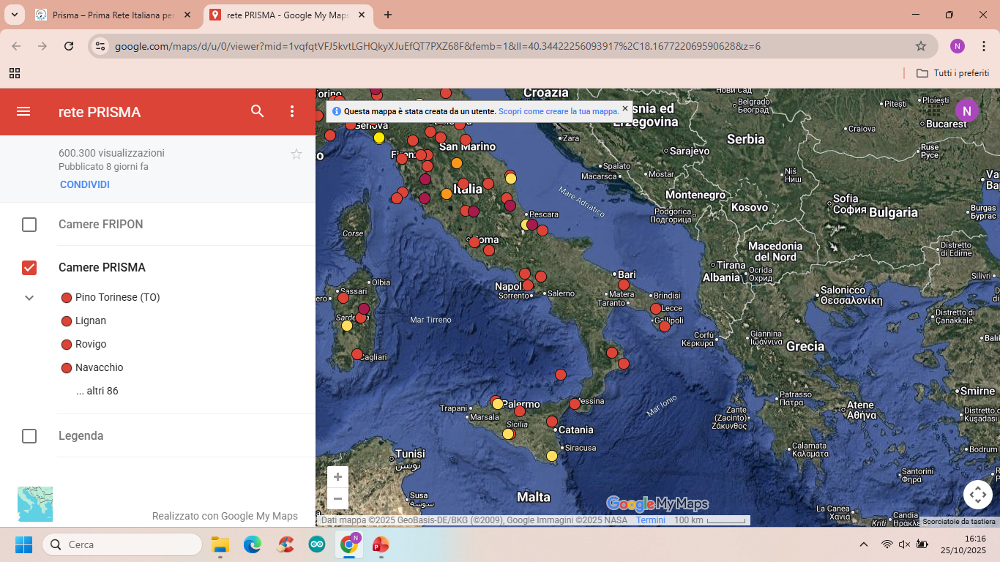 Prisma – Prima Rete Italiana per
rete PRISMA - Google My Maps
google.com/maps/d/u/0/viewer?mid=1vqfqtVFJ5kvtLGHQkyXJuEfQT7PXZ68F&femb=1&ll=40.34422256093917%2C18.167722069590628&z=6
N
Tutti i preferiti
rete PRISMA
600.300 visualizzazioni
Pubblicato 8 giorni fa
CONDIVIDI
Camere FRIPON
Camere PRISMA
Pino Torinese (TO)
Lignan
Rovigo
Navacchio
... altri 86
Legenda
Realizzato con Google My Maps
Questa mappa è stata creata da un utente. Scopri come creare la tua mappa.
N
Croazia
Нови Сад
Belgrado
Београд
Pitești
Ploiești
Bucarest
Craiova
Genova
Zara
Serbia
Ruse
Русе
San Marino
Sarajevo
Spalato
Macarsca
Mostar
Niš
Ниш
Italia
Mare Adriatico
Montenegro
Kosovo
Sofia
София
Bulgaria
Burgas
Бургас
Podgorica
Подгорица
Pescara
Corse
Roma
Macedonia
del Nord
Distretto
di Edirne
Tirana
Albania
Ocrida
Охрид
Silivri
Olbia
Sassari
Bari
Napoli
Sorrento
Salerno
Matera
Taranto
Brindisi
Salonicco
Θεσσαλονίκη
Lecce
Gallipoli
Mar Tirreno
Distretto di
Çanakkale
Corfù
Κέρκυρα
Giannina
Ιωάννινα
Grecia
Cagliari
Messina
Mar Ionio
Patrasso
Πάτρα
Smirne
Trapani
Palermo
Marsala
Sicilia
Zante
(Zacinto)
Ζάκυνθος
Atene
Αθήνα
Distretto di
Kuşadası
Catania
Siracusa
Calamata
Καλαμάτα
Bodrum
Tunisi
تونس
Santorini
Θήρα
Susa
سوسة
Malta
Google My Maps
La Canea
Χανιά
Kriti
Candia
Dati mappa ©2025 GeoBasis-DE/BKG (©2009), Google Immagini ©2025 NASA Termini 100 km
Scorciatoie da tastiera
Cerca
N
16:16
25/10/2025